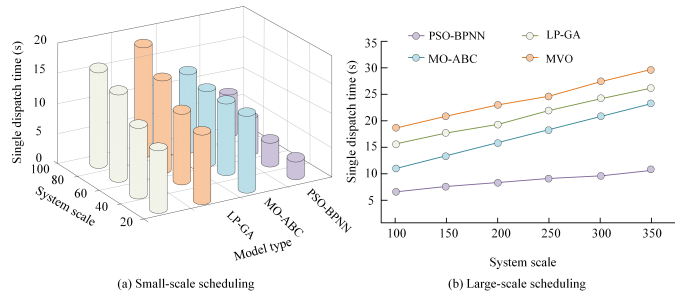 20
15
10
5
0
Single dispatch time (s)
100
80
60
40
20
System scale
LP-GA
MO-ABC
PSO-BPNN
Model type
(a) Small-scale scheduling
PSO-BPNN
LP-GA
MO-ABC
MVO
35
30
25
20
15
10
5
Single dispatch time (s)
100 150 200 250 300 350
System scale
(b) Large-scale scheduling